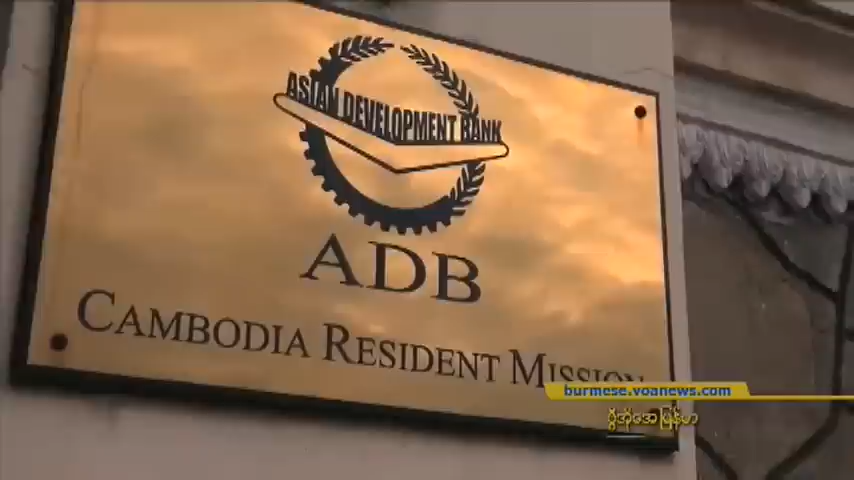 ASIAN DEVELOPMENT BANK
ADB
CAMBODIA RESIDENT MISSION
burmese.voanews.com
ဗွီအိုအေမြန်မာ